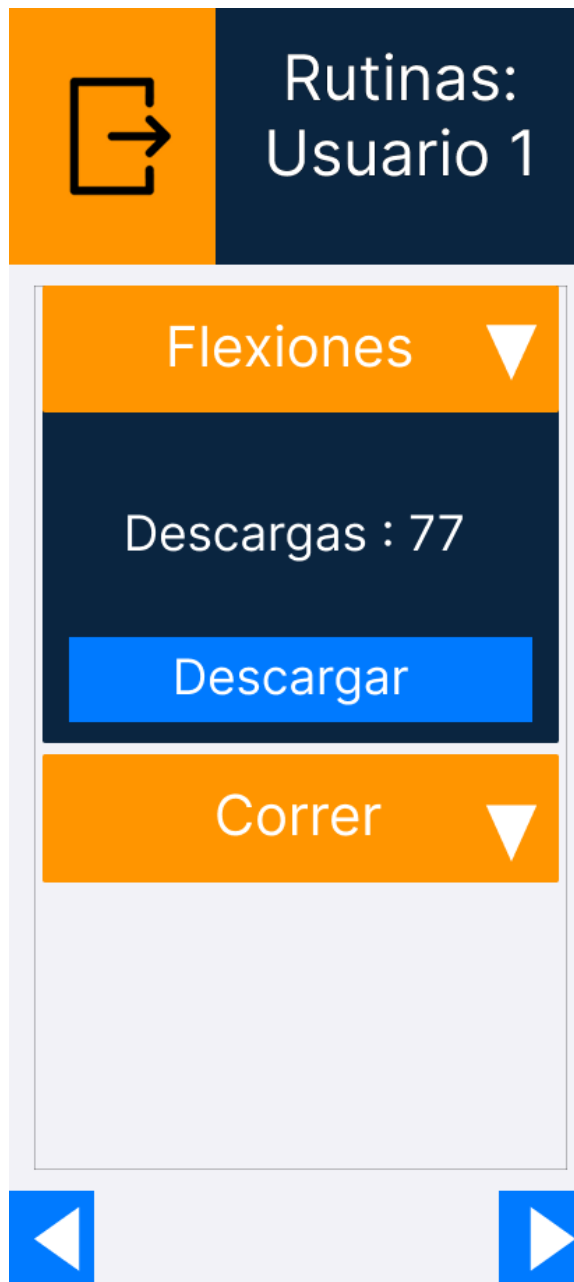 Rutinas:
Usuario 1
Flexiones
Descargas : 77
Descargar
Correr